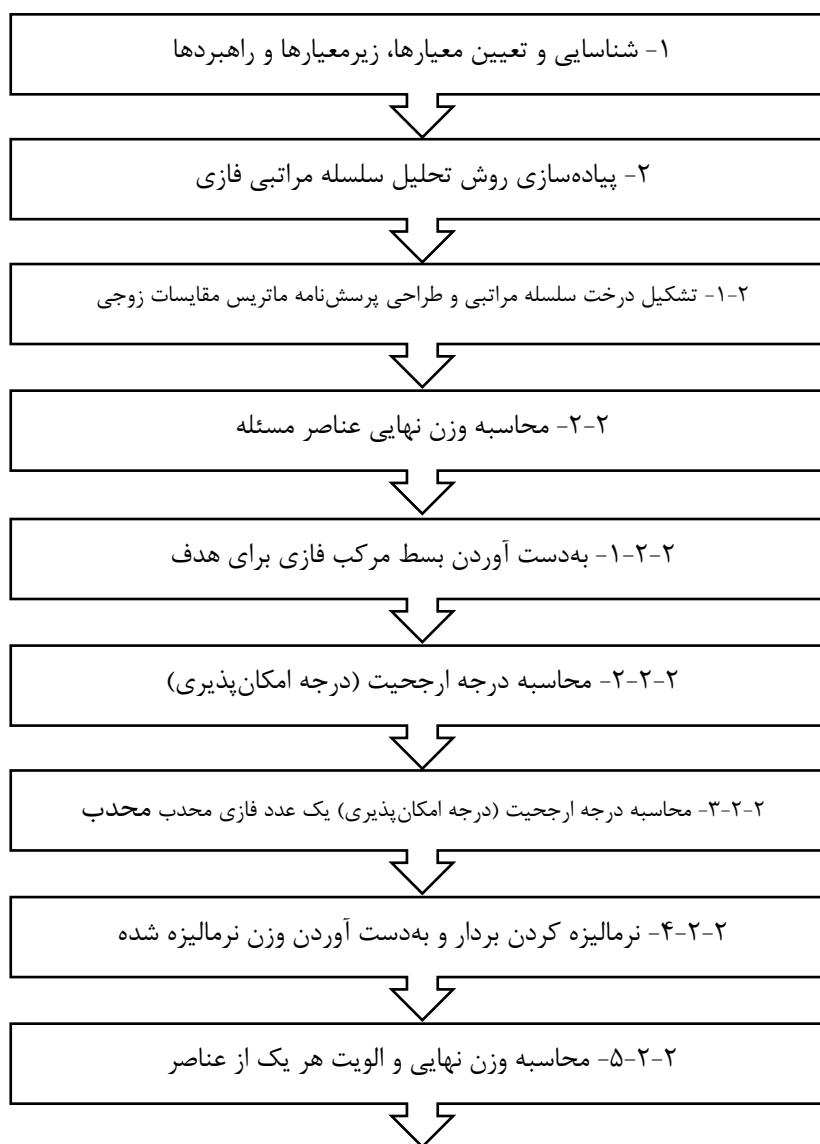 ۱- شناسایی و تعیین معیارها، زیرمعیارها و راهبردها
۲- پیاده‌سازی روش تحلیل سلسله مراتبی فازی
۱-۲- تشکیل درخت سلسله مراتبی و طراحی پرسش‌نامه ماتریس مقایسات زوجی
۲-۲- محاسبه وزن نهایی عناصر مسئله
۱-۲-۲- به‌دست آوردن بسط مرکب فازی برای هدف
۲-۲-۲- محاسبه درجه ارجحیت (درجه امکان‌پذیری)
۳-۲-۲- محاسبه درجه ارجحیت (درجه امکان‌پذیری) یک عدد فازی محدب محدب
۴-۲-۲- نرمالیزه کردن بردار و به‌دست آوردن وزن نرمالیزه شده
۵-۲-۲- محاسبه وزن نهایی و الویت هر یک از عناصر